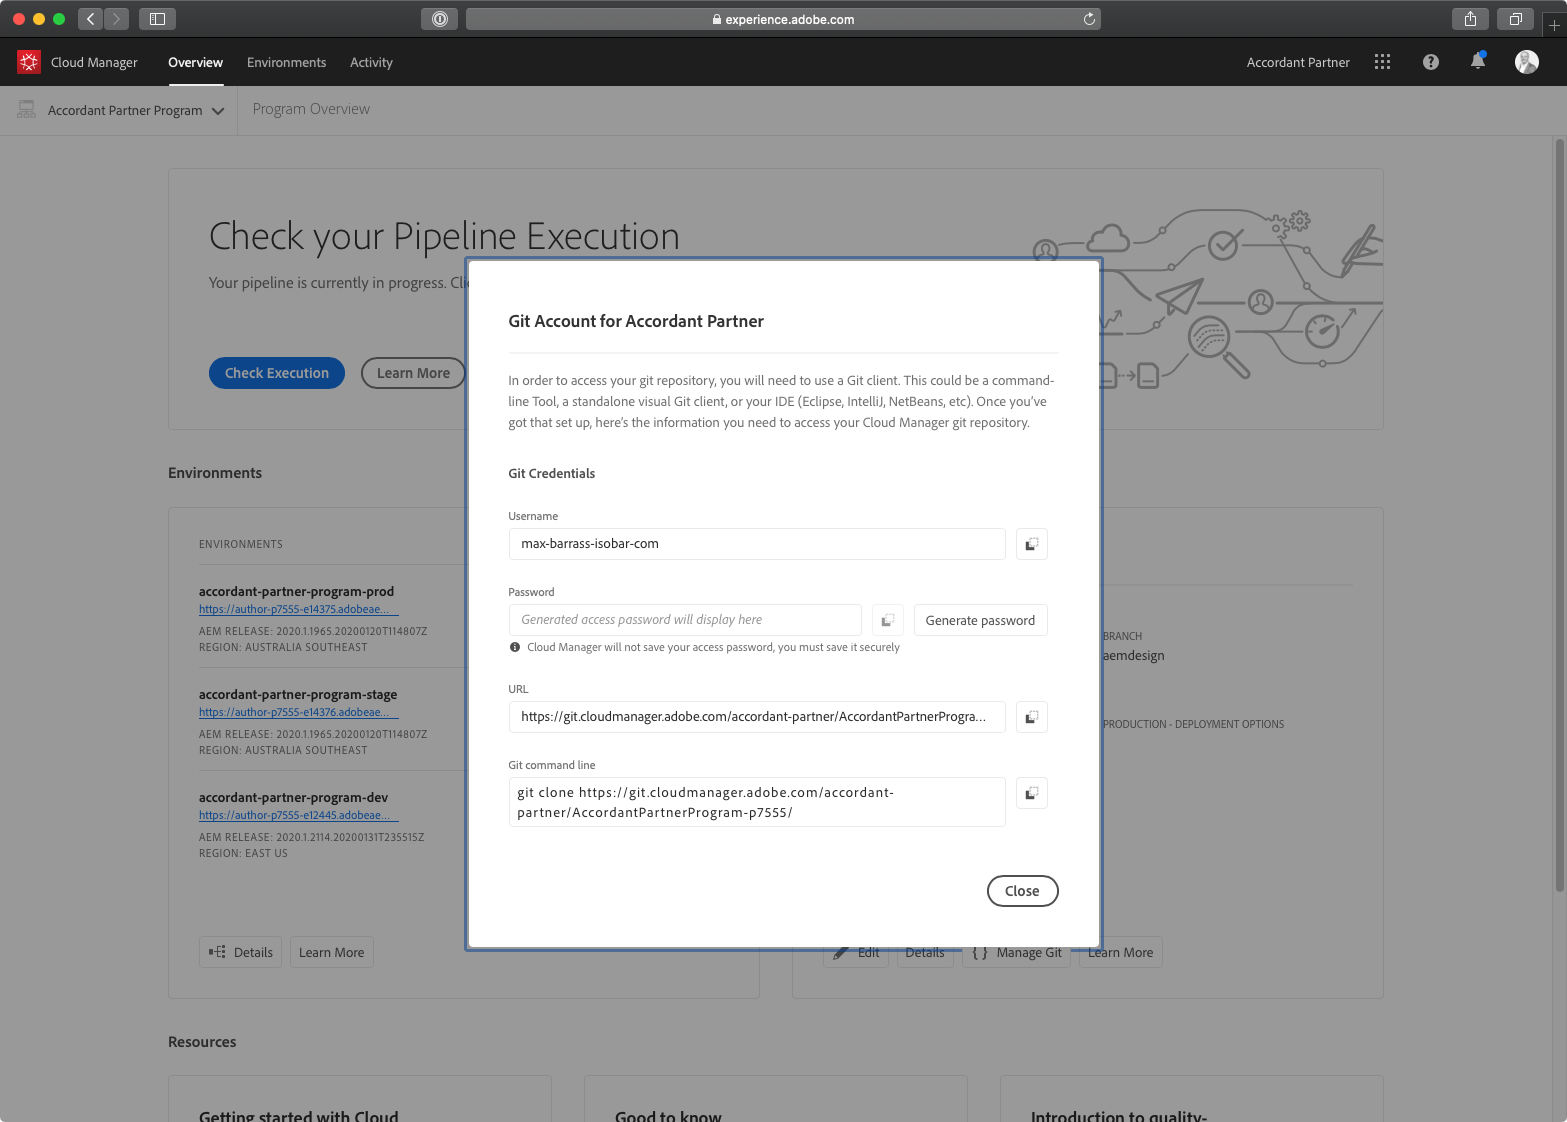 experience.adobe.com
Cloud Manager Overview Environments Activity Accordant Partner
Accordant Partner Program Program Overview
Check your Pipeline Execution
Your pipeline is currently in progress.
Check Execution Learn More
Git Account for Accordant Partner
In order to access your git repository, you will need to use a Git client. This could be a command-
line Tool, a standalone visual Git client, or your IDE (Eclipse, IntelliJ, NetBeans, etc). Once you've
got that set up, here's the information you need to access your Cloud Manager git repository.
Git Credentials
Username
max-barrass-isobar-com
Password
Generated access password will display here
Generate password
Cloud Manager will not save your access password, you must save it securely
URL
https://git.cloudmanager.adobe.com/accordant-partner/AccordantPartnerProgra...
Git command line
git clone https://git.cloudmanager.adobe.com/accordant-
partner/AccordantPartnerProgram-p7555/
Close
Environments
ENVIRONMENTS
accordant-partner-program-prod
https://author-p7555-e14375.adobeae...
AEM RELEASE: 2020.1.1965.20200120T114807Z
REGION: AUSTRALIA SOUTHEAST
accordant-partner-program-stage
https://author-p7555-e14376.adobeae...
AEM RELEASE: 2020.1.1965.20200120T114807Z
REGION: AUSTRALIA SOUTHEAST
accordant-partner-program-dev
https://author-p7555-e12445.adobeae...
AEM RELEASE: 2020.1.2114.20200131T235515Z
REGION: EAST US
Details Learn More
BRANCH
aemdesign
PRODUCTION - DEPLOYMENT OPTIONS
Edit Details Manage Git Learn More
Resources
Getting started with Cloud
Good to know
Introduction to quality-